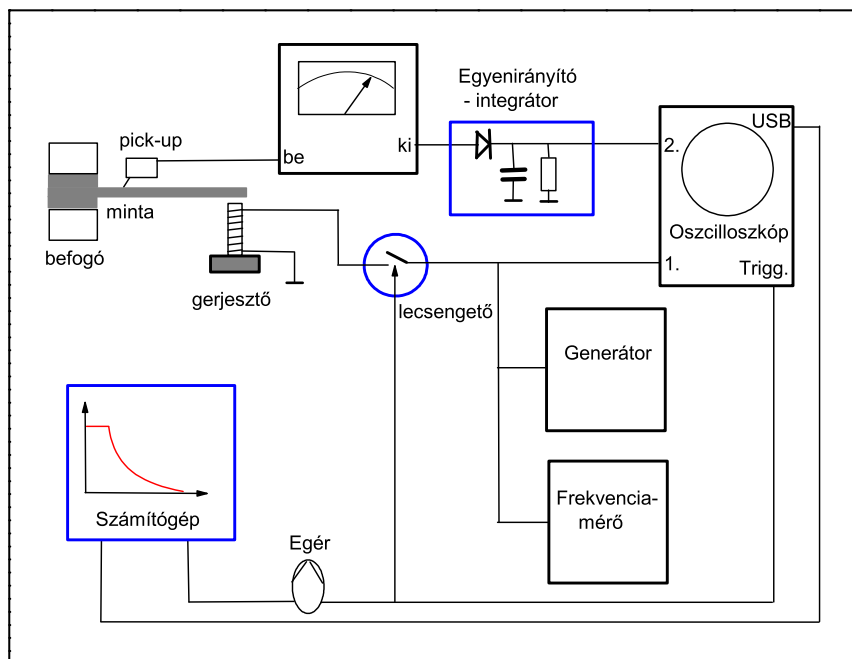 Egyenirányító
- integrátor
USB
pick-up
be
ki
2.
minta
Oszcilloszkóp
befogó
1.
Trigg.
gerjesztő
lecsengető
Generátor
Frekvencia-
mérő
Számítógép
Egér